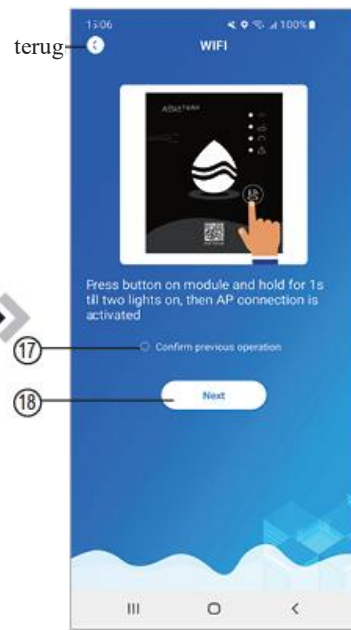 15:06
100%
terug
WIFI
Press button on module and hold for 1s
till two lights on, then AP connection is
activated
17
Confirm previous operation
18
Next